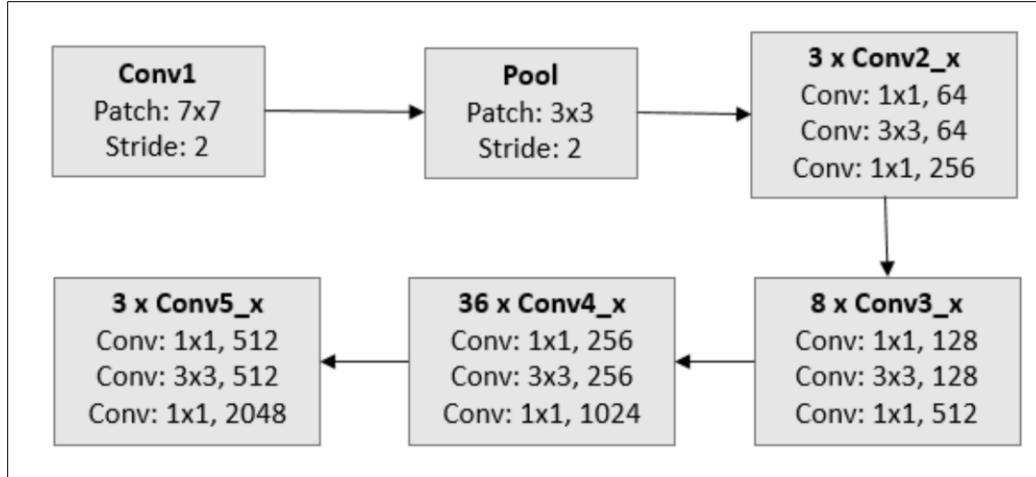 Conv1
Patch: 7x7
Stride: 2
Pool
Patch: 3x3
Stride: 2
3 x Conv2_x
Conv: 1x1, 64
Conv: 3x3, 64
Conv: 1x1, 256
8 x Conv3_x
Conv: 1x1, 128
Conv: 3x3, 128
Conv: 1x1, 512
36 x Conv4_x
Conv: 1x1, 256
Conv: 3x3, 256
Conv: 1x1, 1024
3 x Conv5_x
Conv: 1x1, 512
Conv: 3x3, 512
Conv: 1x1, 2048